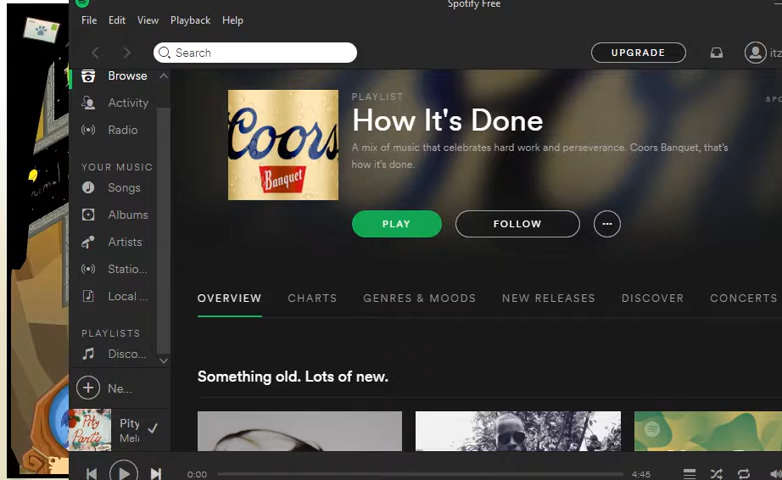 Spotify Free
File Edit View Playback Help
Search
UPGRADE
itz
Browse
Activity
Radio
YOUR MUSIC
Songs
Albums
Artists
Statio...
Local ...
PLAYLISTS
Disco...
Ne...
Pity
Mela
PLAYLIST
SPO
How It's Done
A mix of music that celebrates hard work and perseverance. Coors Banquet, that's
how it's done.
Coors
Banquet
PLAY FOLLOW
OVERVIEW CHARTS GENRES & MOODS NEW RELEASES DISCOVER CONCERTS
Something old. Lots of new.
0:00 4:45